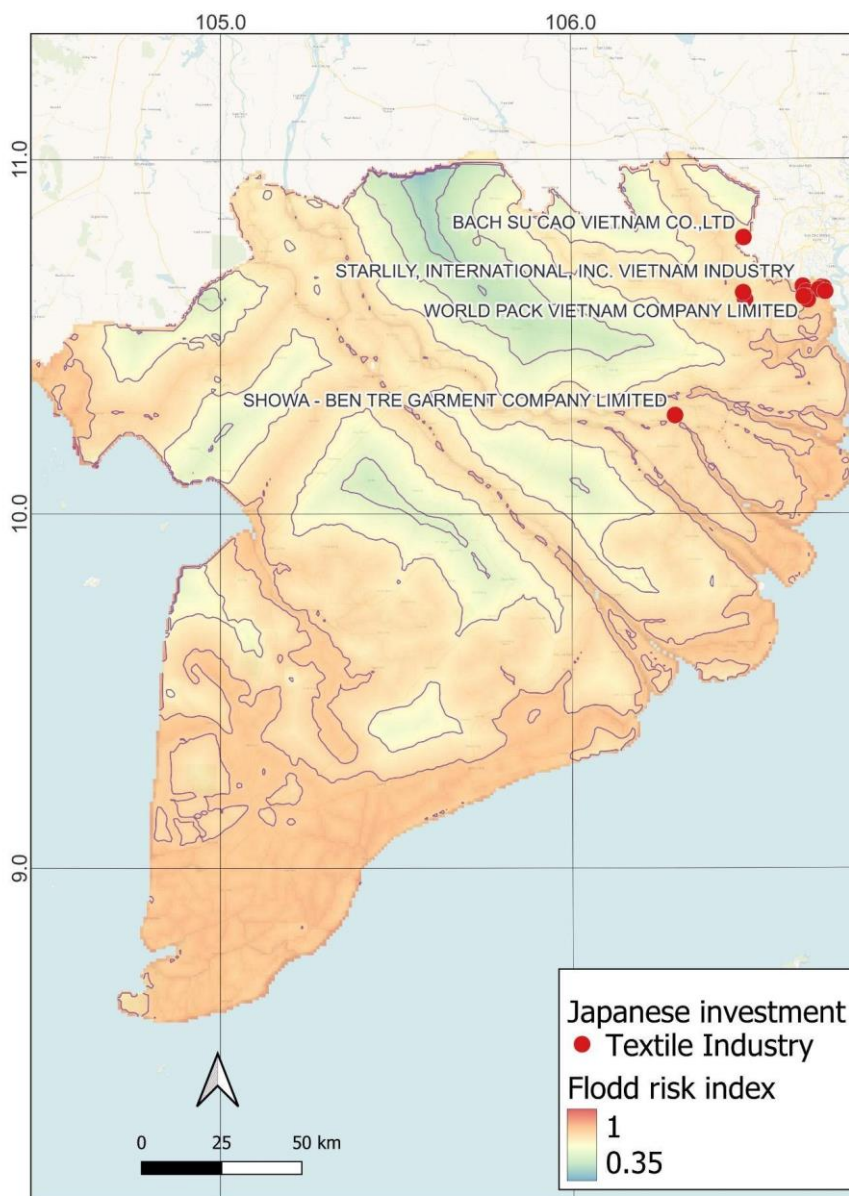 105.0
106.0
11.0
BACH SU CAO VIETNAM CO.,LTD
STARLILY, INTERNATIONAL, INC. VIETNAM INDUSTRY
WORLD PACK VIETNAM COMPANY LIMITED
SHOWA - BEN TRE GARMENT COMPANY LIMITED
10.0
9.0
Japanese investment
Textile Industry
Flodd risk index
1
0.35
0
25
50 km